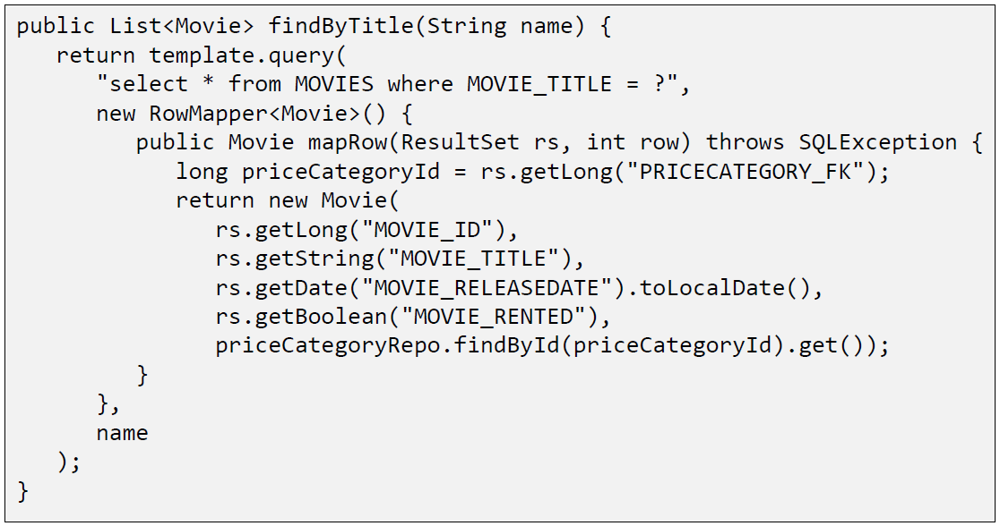 public List<Movie> findByTitle(String name) {
   return template.query(
      "select * from MOVIES where MOVIE_TITLE = ?",
      new RowMapper<Movie>() {
         public Movie mapRow(ResultSet rs, int row) throws SQLException {
            long priceCategoryId = rs.getLong("PRICECATEGORY_FK");
            return new Movie(
               rs.getLong("MOVIE_ID"),
               rs.getString("MOVIE_TITLE"),
               rs.getDate("MOVIE_RELEASEDATE").toLocalDate(),
               rs.getBoolean("MOVIE_RENTED"),
               priceCategoryRepo.findById(priceCategoryId).get());
         }
      },
      name
   );
}